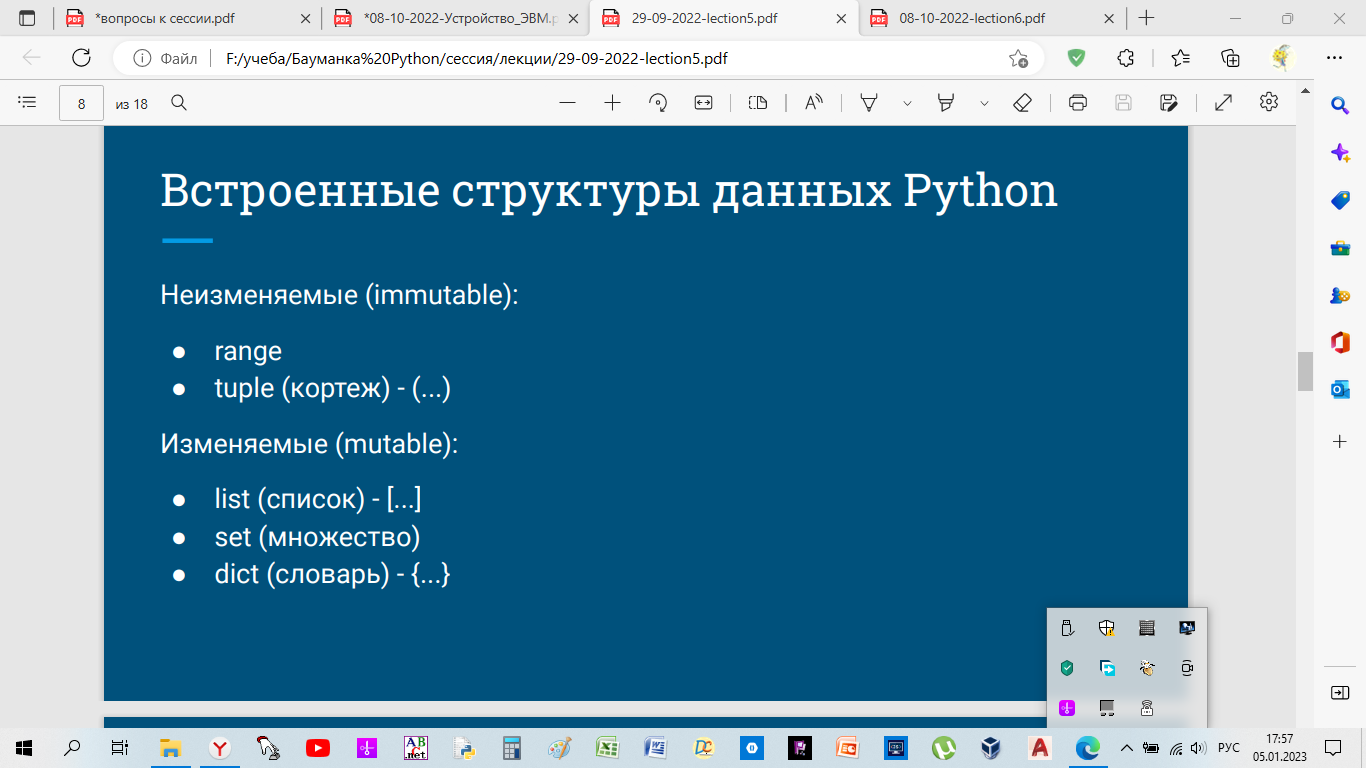 *вопросы к сессии.pdf
*08-10-2022-Устройство_ЭВМ.p
29-09-2022-lection5.pdf
08-10-2022-lection6.pdf
Файл
F:/учеба/Бауманка%20Python/сессия/лекции/29-09-2022-lection5.pdf
8
из 18
Встроенные структуры данных Python
Неизменяемые (immutable):
● range
● tuple (кортеж) - (...)
Изменяемые (mutable):
● list (список) - [...]
● set (множество)
● dict (словарь) - {...}
РУС
17:57
05.01.2023